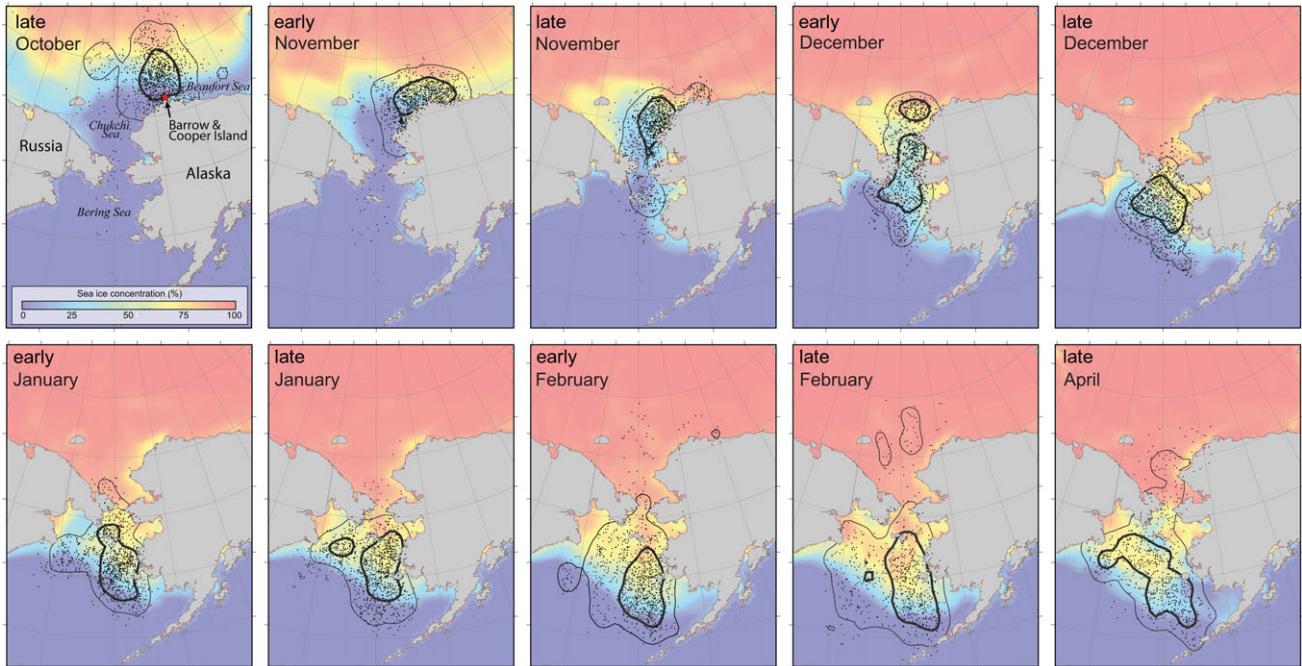 late
October
Beaufort Sea
Chukchi
Sea
Barrow &
Cooper Island
Russia
Alaska
Bering Sea
Sea ice concentration (%)
0 25 50 75 100
early
November
late
November
early
December
late
December
early
January
late
January
early
February
late
February
late
April